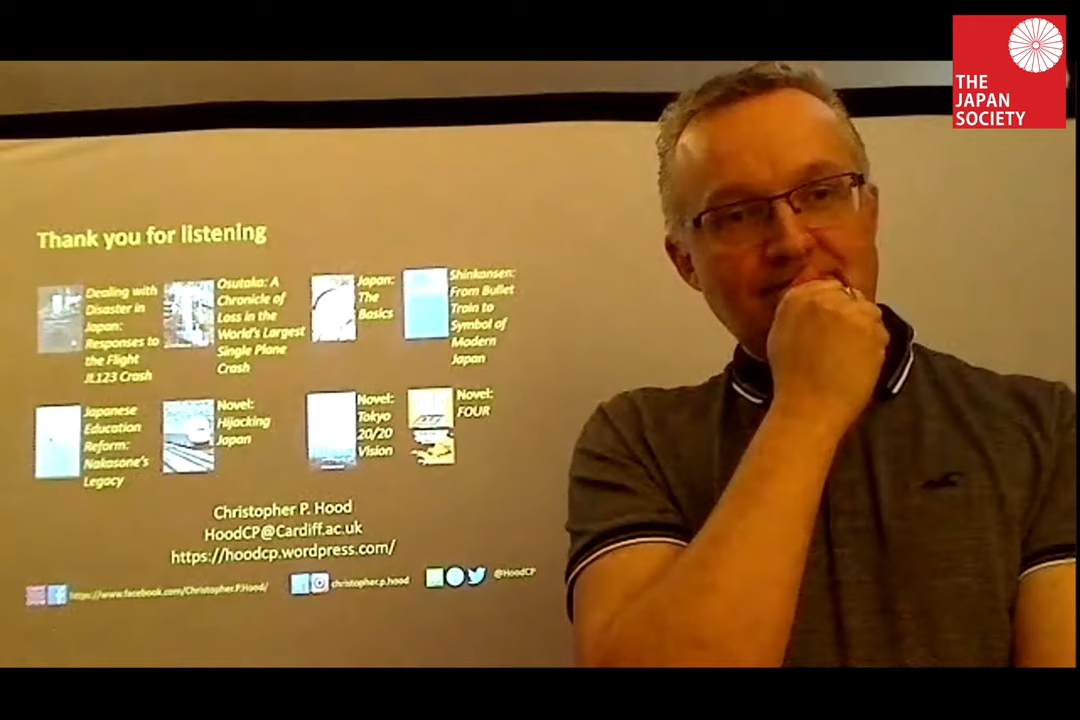 THE
JAPAN
SOCIETY
Thank you for listening
Dealing with
Disaster in
Japan:
Responses to
the Flight
JL123 Crash
Osutaka: A
Chronicle of
Loss in the
World's Largest
Single Plane
Crash
Japan:
The
Basics
Shinkansen:
From Bullet
Train to
Symbol of
Modern
Japan
Japanese
Education
Reform:
Nakasone's
Legacy
Novel:
Hijacking
Japan
Novel:
Tokyo
20/20
Vision
Novel:
FOUR
Christopher P. Hood
HoodCP@Cardiff.ac.uk
https://hoodcp.wordpress.com/
https://www.facebook.com/Christopher.P.Hood/
christopher.p.hood
@HoodCP